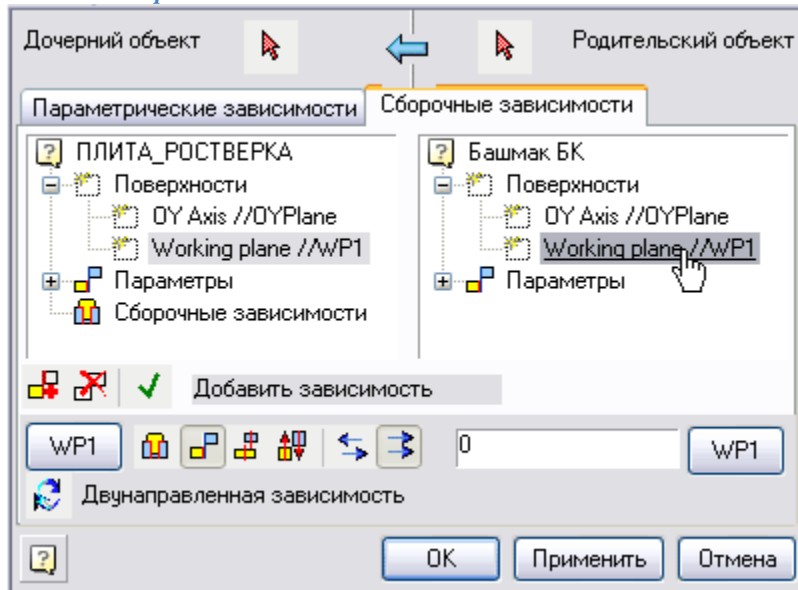 Дочерний объект
Родительский объект
Параметрические зависимости
Сборочные зависимости
ПЛИТА_РОСТВЕРКА
Поверхности
OY Axis //OYPlane
Working plane //WP1
Параметры
Сборочные зависимости
Башмак БК
Поверхности
OY Axis //OYPlane
Working plane //WP1
Параметры
Добавить зависимость
WP1
0
WP1
Двунаправленная зависимость
OK
Применить
Отмена